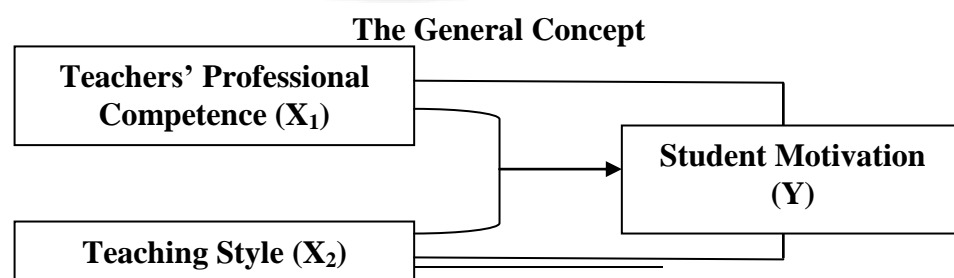 The General Concept
Teachers’ Professional
Competence (X₁)
Student Motivation
(Y)
Teaching Style (X₂)